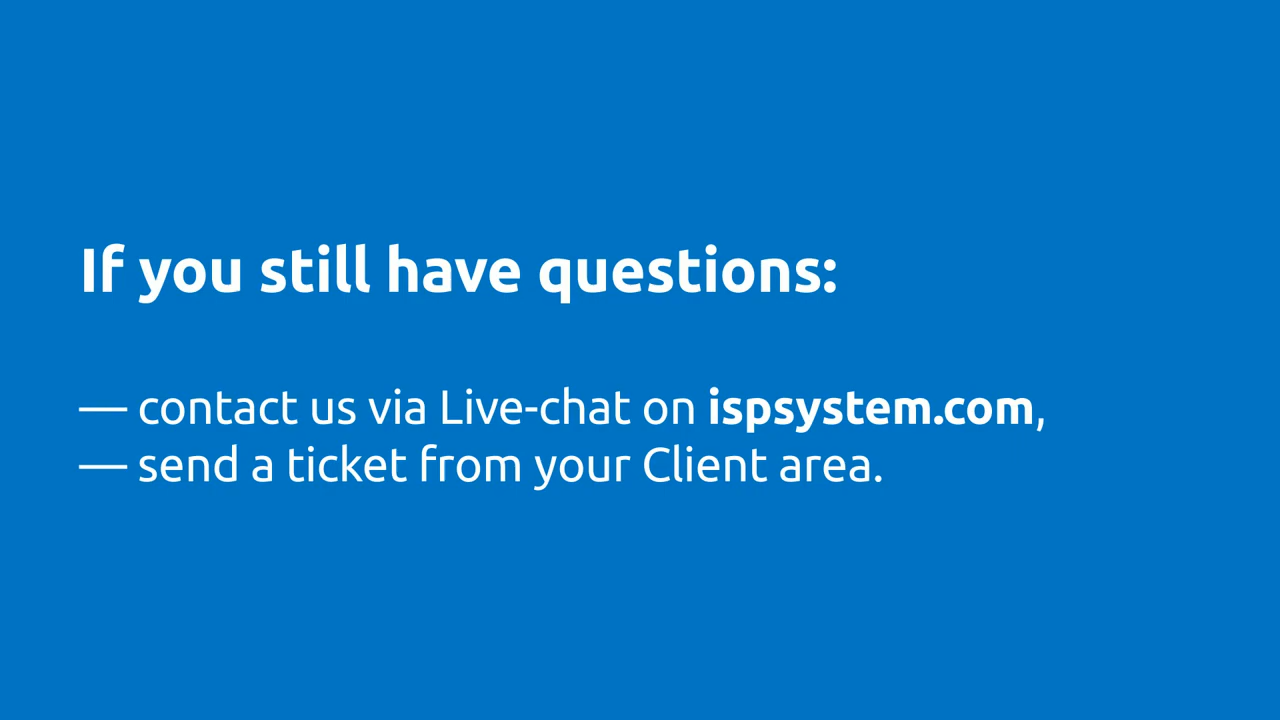 If you still have questions:
— contact us via Live-chat on ispsystem.com,
— send a ticket from your Client area.